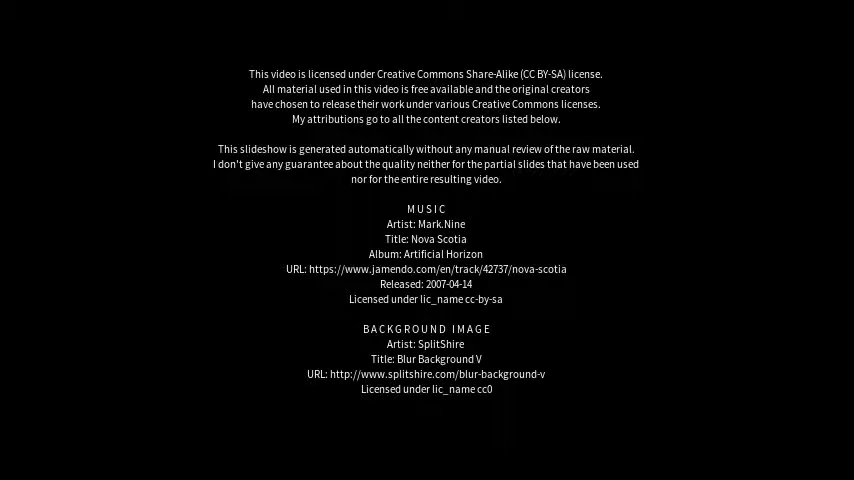 This video is licensed under Creative Commons Share-Alike (CC BY-SA) license.
All material used in this video is free available and the original creators
have chosen to release their work under various Creative Commons licenses.
My attributions go to all the content creators listed below.
This slideshow is generated automatically without any manual review of the raw material.
I don't give any guarantee about the quality neither for the partial slides that have been used
nor for the entire resulting video.
MUSIC
Artist: Mark.Nine
Title: Nova Scotia
Album: Artificial Horizon
URL: https://www.jamendo.com/en/track/42737/nova-scotia
Released: 2007-04-14
Licensed under lic_name cc-by-sa
BACKGROUND IMAGE
Artist: SplitShire
Title: Blur Background V
URL: http://www.splitshire.com/blur-background-v
Licensed under lic_name cc0